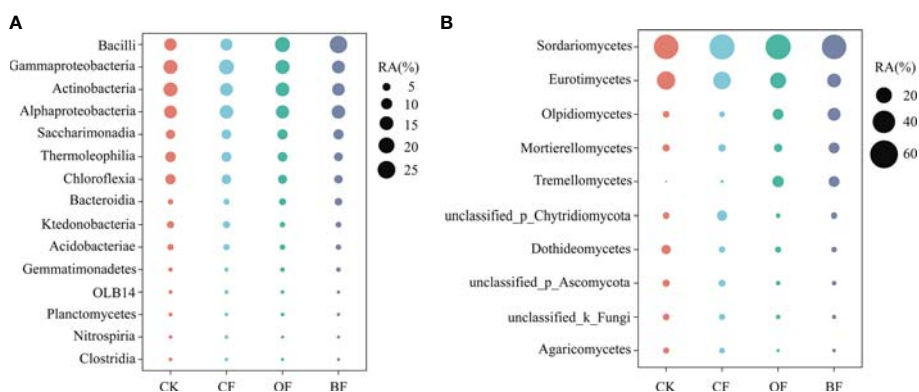 A
Bacilli
Gammaproteobacteria
Actinobacteria
Alphaproteobacteria
Saccharimonadia
Thermoleophilia
Chloroflexia
Bacteroidia
Ktedonobacteria
Acidobacteriae
Gemmatimonadetes
OLB14
Planctomycetes
Nitrospiria
Clostridia
CK CF OF BF
RA(%)
5
10
15
20
25
B
Sordariomycetes
Eurotimycetes
Olpidiomycetes
Mortierellomycetes
Tremellomycetes
unclassified_p_Chytridiomycota
Dothideomycetes
unclassified_p_Ascomycota
unclassified_k_Fungi
Agaricomycetes
CK CF OF BF
RA(%)
20
40
60